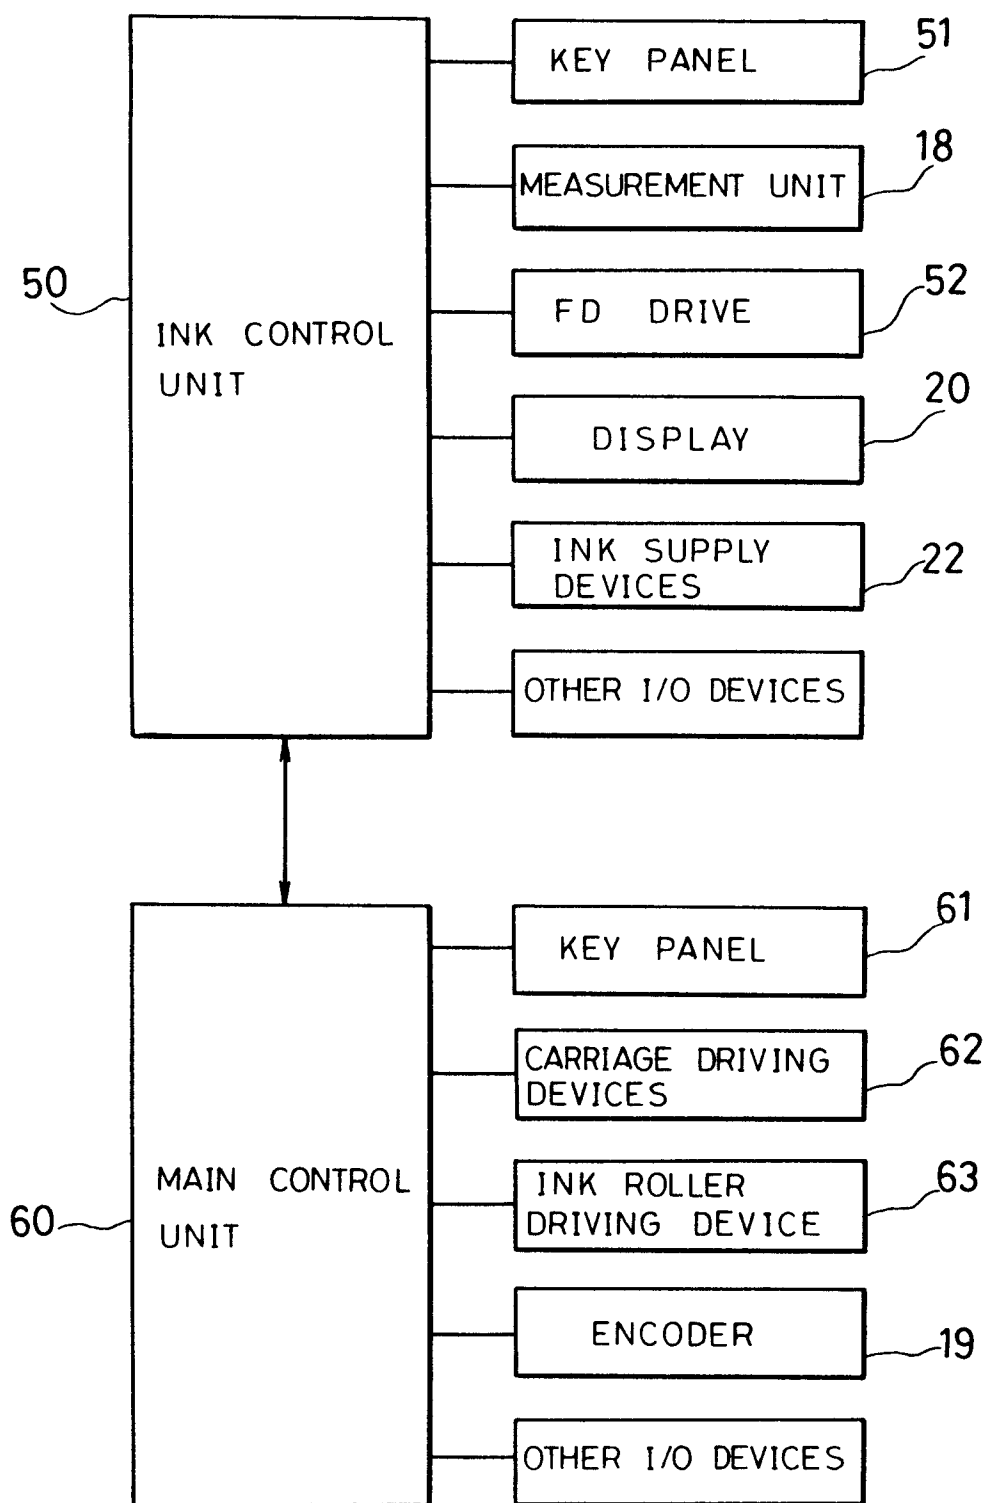 51
KEY PANEL
18
MEASUREMENT UNIT
50
52
FD DRIVE
INK CONTROL
UNIT
20
DISPLAY
INK SUPPLY
DEVICES
22
OTHER I/O DEVICES
61
KEY PANEL
62
CARRIAGE DRIVING
DEVICES
63
MAIN CONTROL
UNIT
60
INK ROLLER
DRIVING DEVICE
ENCODER
19
OTHER I/O DEVICES